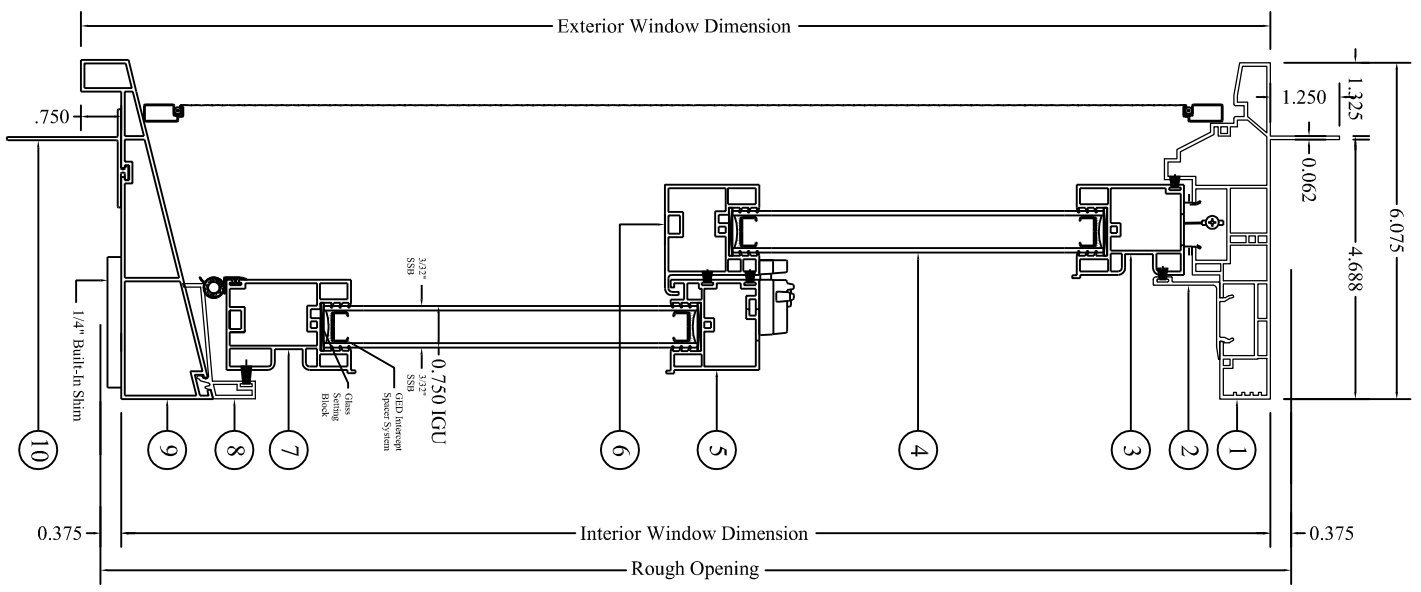 Exterior Window Dimension
.750
1.250
1.325
0.062
6.075
4.688
3/32"
SSB
1/4" Built-In Shim
3/32"
SSB
0.750 IGU
Glass
Setting
Block
GED Intercept
Spacer System
10
9
8
7
6
5
4
3
2
1
0.375
Interior Window Dimension
0.375
Rough Opening